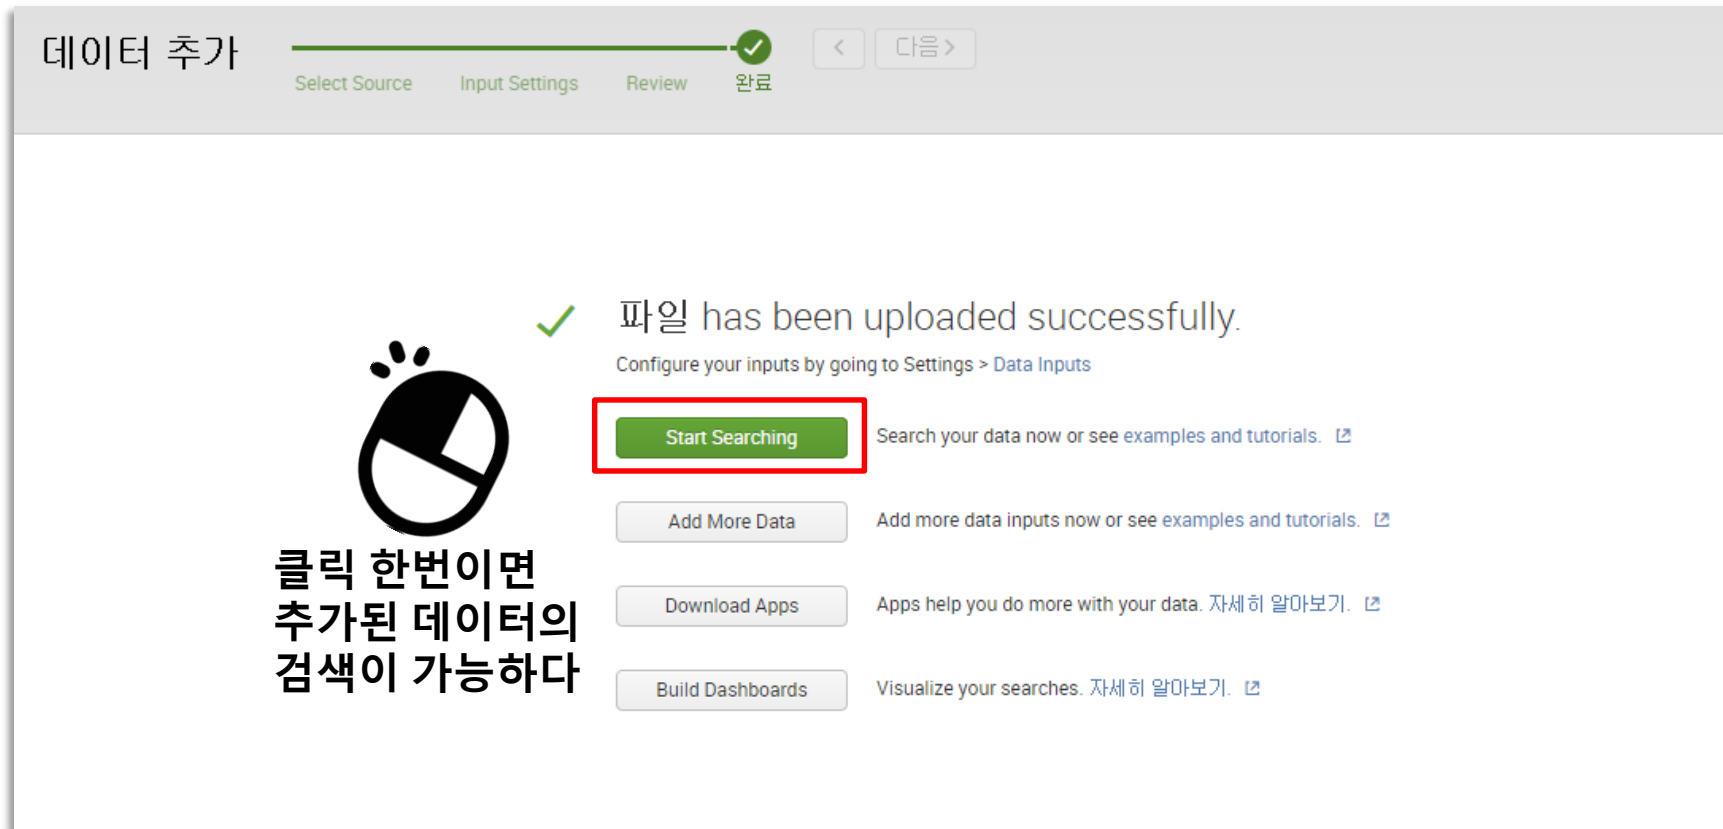 데이터 추가
Select Source Input Settings Review 완료
< 다음 >
파일 has been uploaded successfully.
Configure your inputs by going to Settings > Data Inputs
Start Searching Search your data now or see examples and tutorials.
Add More Data Add more data inputs now or see examples and tutorials.
Download Apps Apps help you do more with your data. 자세히 알아보기.
Build Dashboards Visualize your searches. 자세히 알아보기.
클릭 한번이면
추가된 데이터의
검색이 가능하다